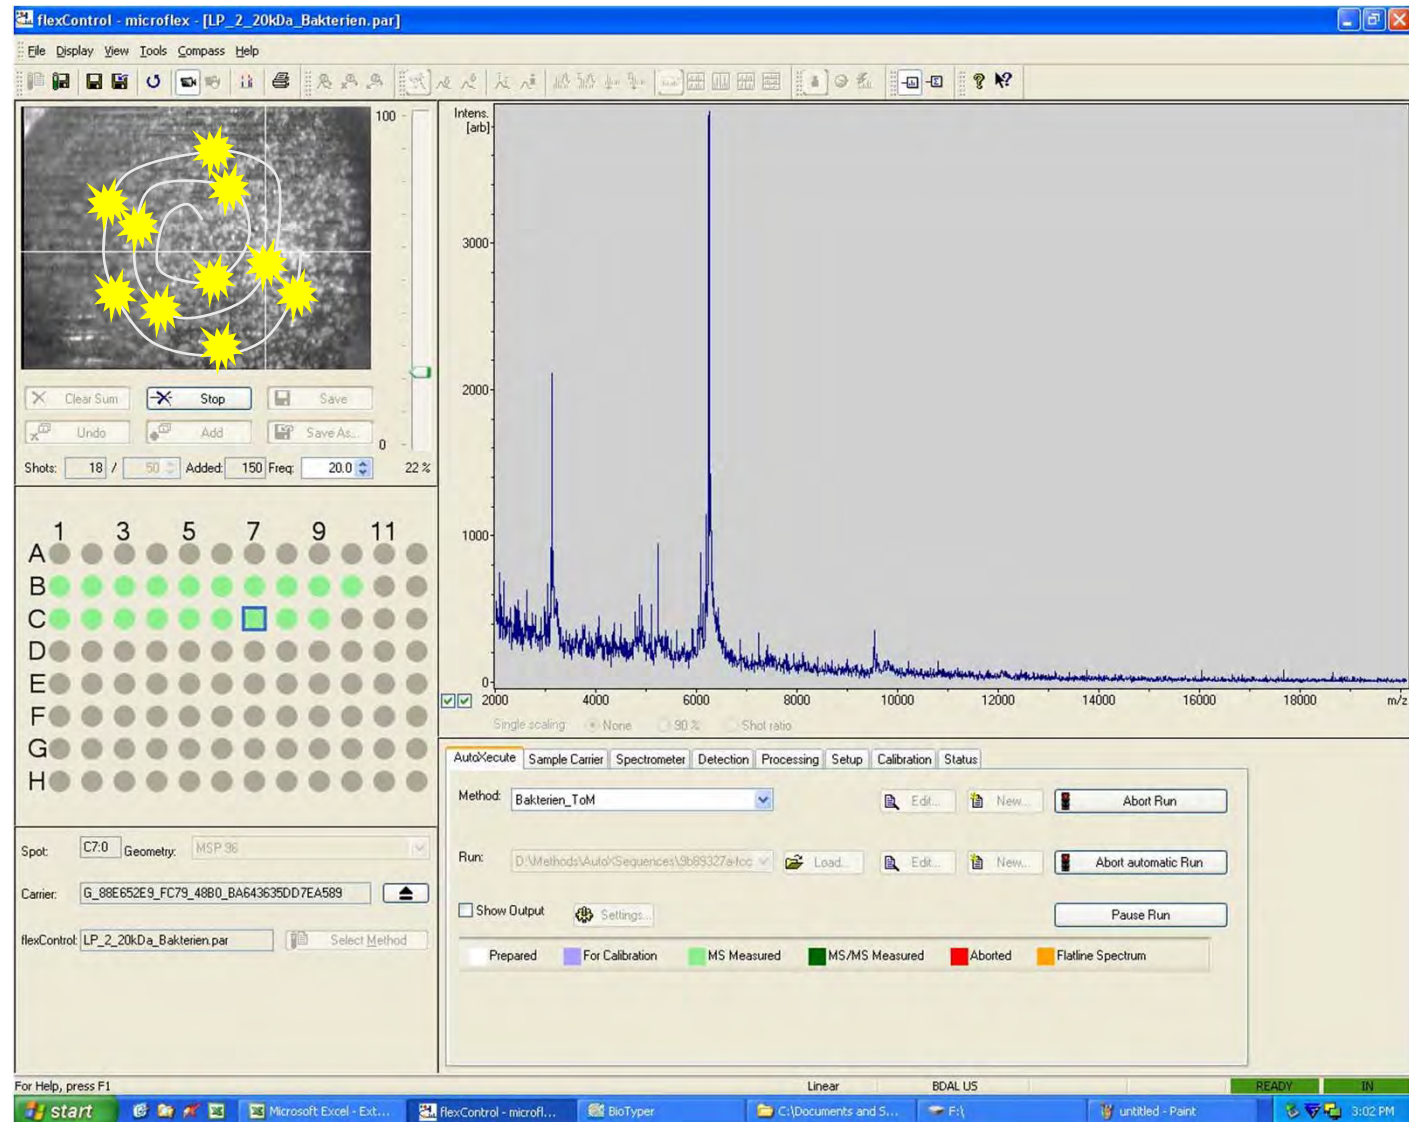 flexControl - microflex - [LP_2_20kDa_Bakterien.par]
File Display View Tools Compass Help
100
0
Clear Sum Stop Save
Undo Add Save As...
Shots: 18 / 50 Added: 150 Freq: 20.0 22 %
1 3 5 7 9 11
A
B
C
D
E
F
G
H
Spot: C7:0 Geometry: MSP 96
Carrier: G_88E652E9_FC79_48B0_BA643635DD7EA589
flexControl: LP_2_20kDa_Bakterien.par Select Method
Intens.
[arb]
3000
2000
1000
0
2000 4000 6000 8000 10000 12000 14000 16000 18000 m/z
Single scaling: None 90 % Shot ratio
AutoXecute Sample Carrier Spectrometer Detection Processing Setup Calibration Status
Method: Bakterien_ToM Edit... New... Abort Run
Run: D:\Methods\AutoXSequences\9b89327a-fcc Load... Edit... New... Abort automatic Run
Show Output Settings... Pause Run
Prepared For Calibration MS Measured MS/MS Measured Aborted Flatline Spectrum
For Help, press F1 Linear BDAL US READY IN
start Microsoft Excel - Ext... flexControl - microfl... BioTyper C:\Documents and S... F:\ untitled - Paint 3:02 PM